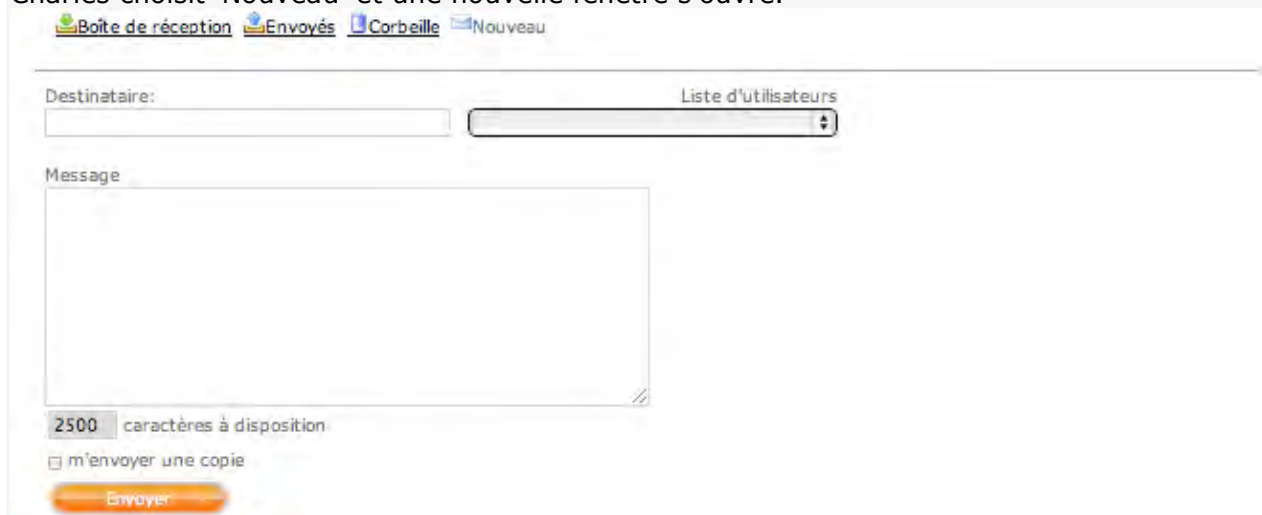 Charles choisit 'Nouveau' et une nouvelle fenêtre s'ouvre.
Boîte de réception Envoyés Corbeille Nouveau
Destinataire: Liste d'utilisateurs
Message
2500 caractères à disposition
m'envoyer une copie
Envoyer